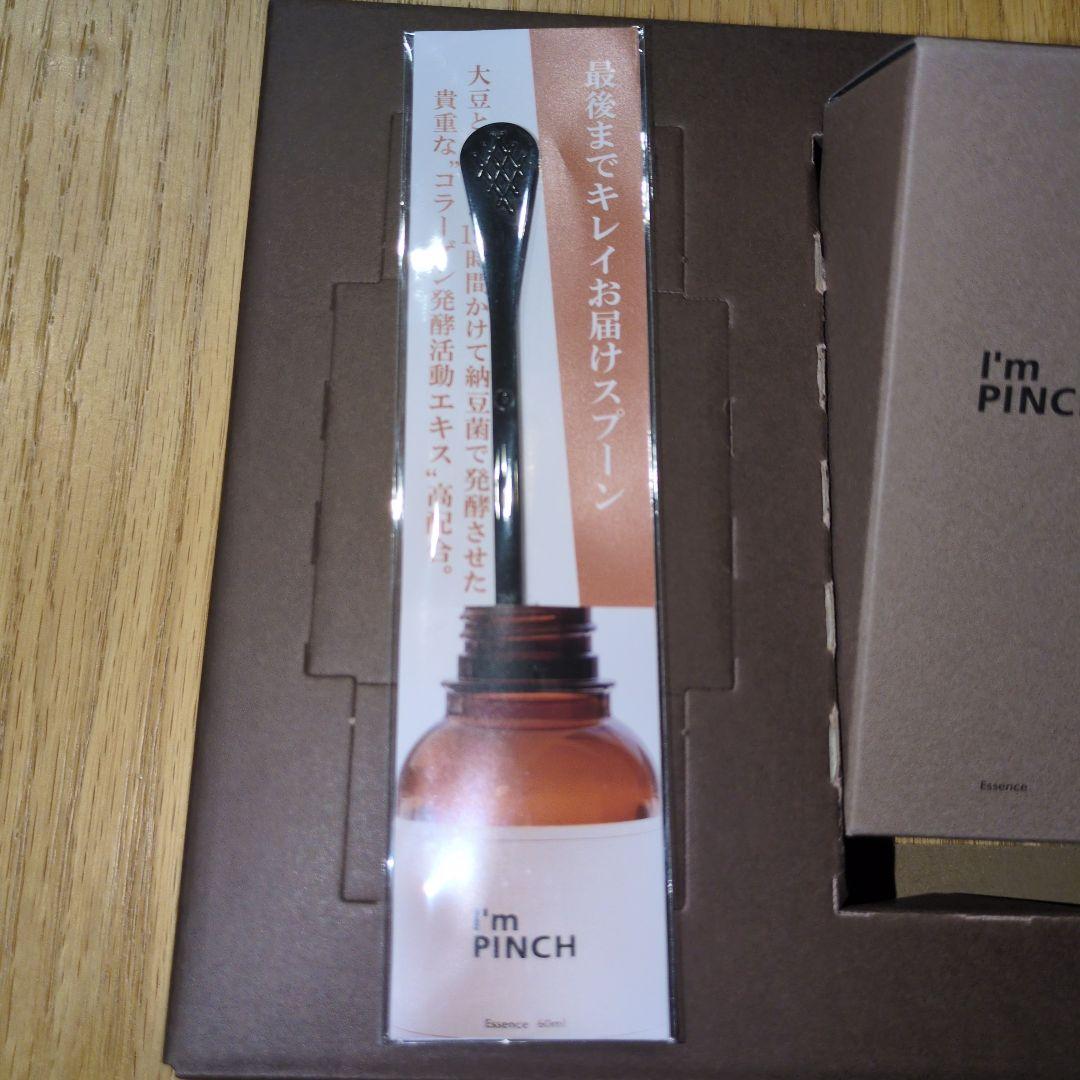 最後までキレイお届けスプーン
大豆と 時間かけて納豆菌で発酵させた
貴重な”コラーゲン発酵活動エキス“高配合。
I'm
PINCH
Essence 60ml
I'm
PINC
Essence